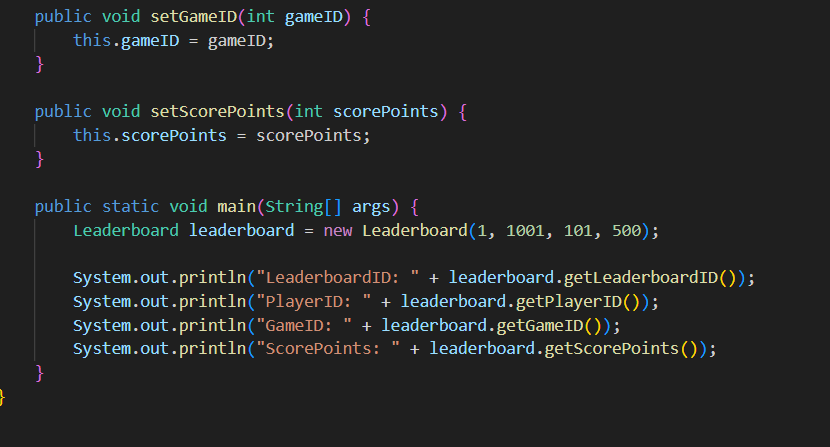 public void setGameID(int gameID) {
this.gameID = gameID;
}
public void setScorePoints(int scorePoints) {
this.scorePoints = scorePoints;
}
public static void main(String[] args) {
Leaderboard leaderboard = new Leaderboard(1, 1001, 101, 500);
System.out.println("LeaderboardID: " + leaderboard.getLeaderboardID());
System.out.println("PlayerID: " + leaderboard.getPlayerID());
System.out.println("GameID: " + leaderboard.getGameID());
System.out.println("ScorePoints: " + leaderboard.getScorePoints());
}
}